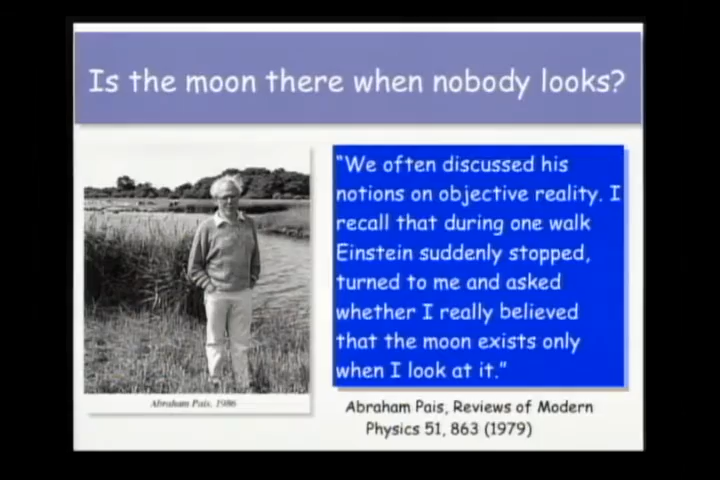 Is the moon there when nobody looks?
"We often discussed his
notions on objective reality. I
recall that during one walk
Einstein suddenly stopped,
turned to me and asked
whether I really believed
that the moon exists only
when I look at it."
Abraham Pais, 1986
Abraham Pais, Reviews of Modern
Physics 51, 863 (1979)